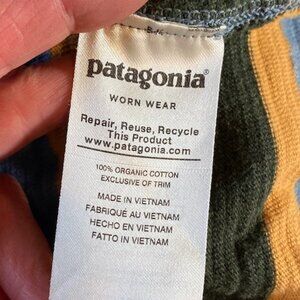 patagonia®
WORN WEAR
Repair, Reuse, Recycle
This Product
www.patagonia.com
100% ORGANIC COTTON
EXCLUSIVE OF TRIM
MADE IN VIETNAM
FABRIQUÉ AU VIETNAM
HECHO EN VIETNAM
FATTO IN VIETNAM